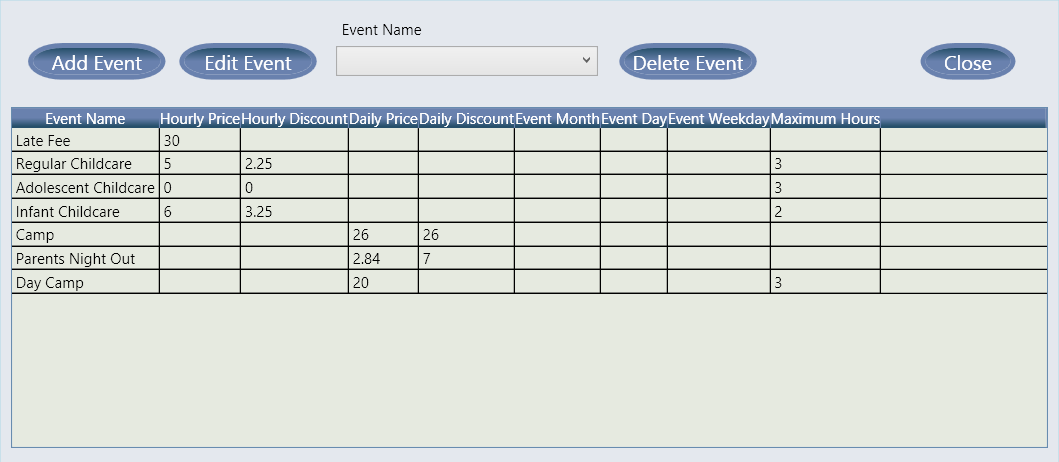 Event Name
Add Event Edit Event Delete Event Close
Event Name Hourly Price Hourly Discount Daily Price Daily Discount Event Month Event Day Event Weekday Maximum Hours
Late Fee 30
Regular Childcare 5 2.25 3
Adolescent Childcare 0 0 3
Infant Childcare 6 3.25 2
Camp 26 26
Parents Night Out 2.84 7
Day Camp 20 3